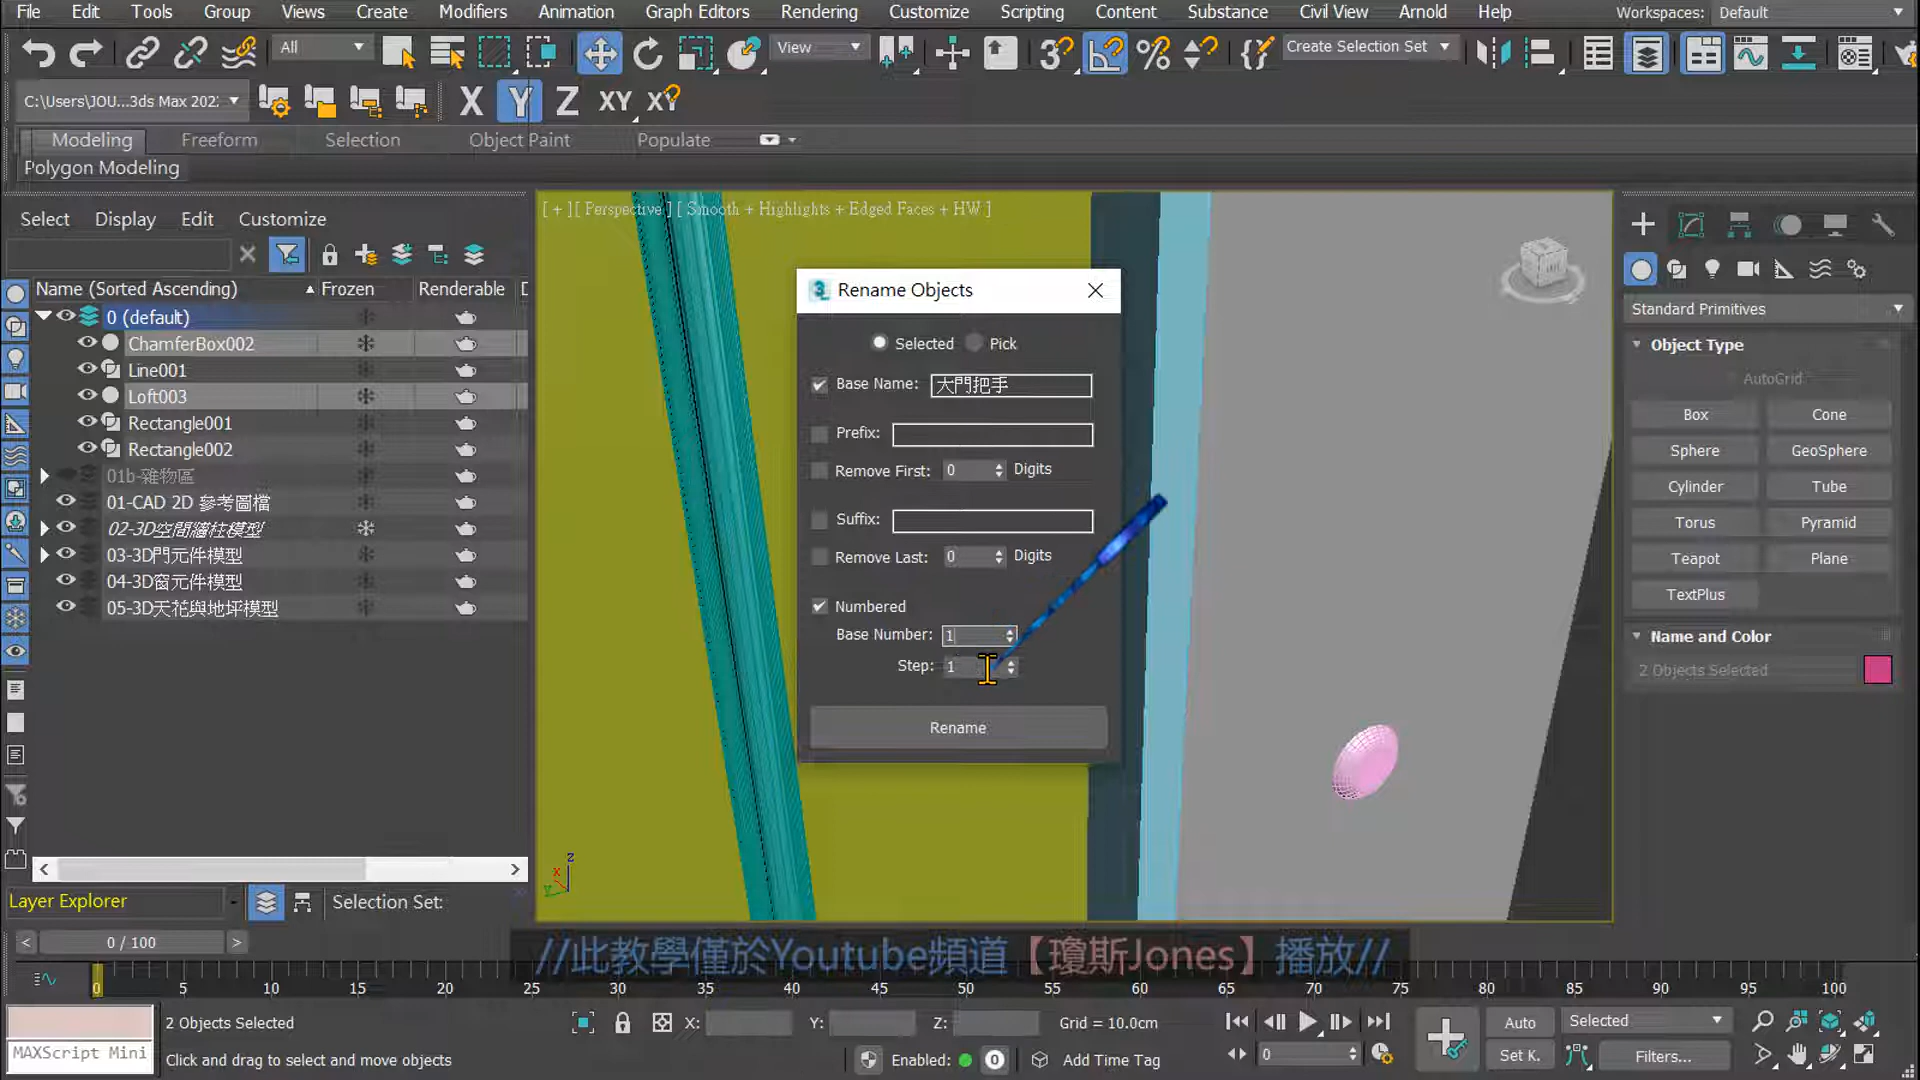 File Edit Tools Group Views Create Modifiers Animation Graph Editors Rendering Customize Scripting Content Substance Civil View Arnold Help Workspaces: Default
All View Create Selection Set
C:\Users\JOU...3ds Max 202: X Y Z XY XY
Modeling Freeform Selection Object Paint Populate
Polygon Modeling
Select Display Edit Customize
Name (Sorted Ascending) Frozen Renderable D
0 (default)
ChamferBox002
Line001
Loft003
Rectangle001
Rectangle002
01b-雜物區
01-CAD 2D 參考圖檔
02-3D空間牆柱模型
03-3D門元件模型
04-3D窗元件模型
05-3D天花與地坪模型
Layer Explorer Selection Set:
[ + ][ Perspective ] [ Smooth + Highlights + Edged Faces + HW ]
Rename Objects
Selected Pick
Base Name: 大門把手
Prefix:
Remove First: 0 Digits
Suffix:
Remove Last: 0 Digits
Numbered
Base Number: 1
Step: 1
Rename
z
x
y
Standard Primitives
Object Type
AutoGrid
Box Cone
Sphere GeoSphere
Cylinder Tube
Torus Pyramid
Teapot Plane
TextPlus
Name and Color
2 Objects Selected
0 / 100
//此教學僅於Youtube頻道【瓊斯Jones】播放//
0 5 10 15 20 25 30 35 40 45 50 55 60 65 70 75 80 85 90 95 100
2 Objects Selected X: Y: Z: Grid = 10.0cm Auto Selected
MAXScript Mini Click and drag to select and move objects Enabled: 0 Add Time Tag 0 Set K. Filters...